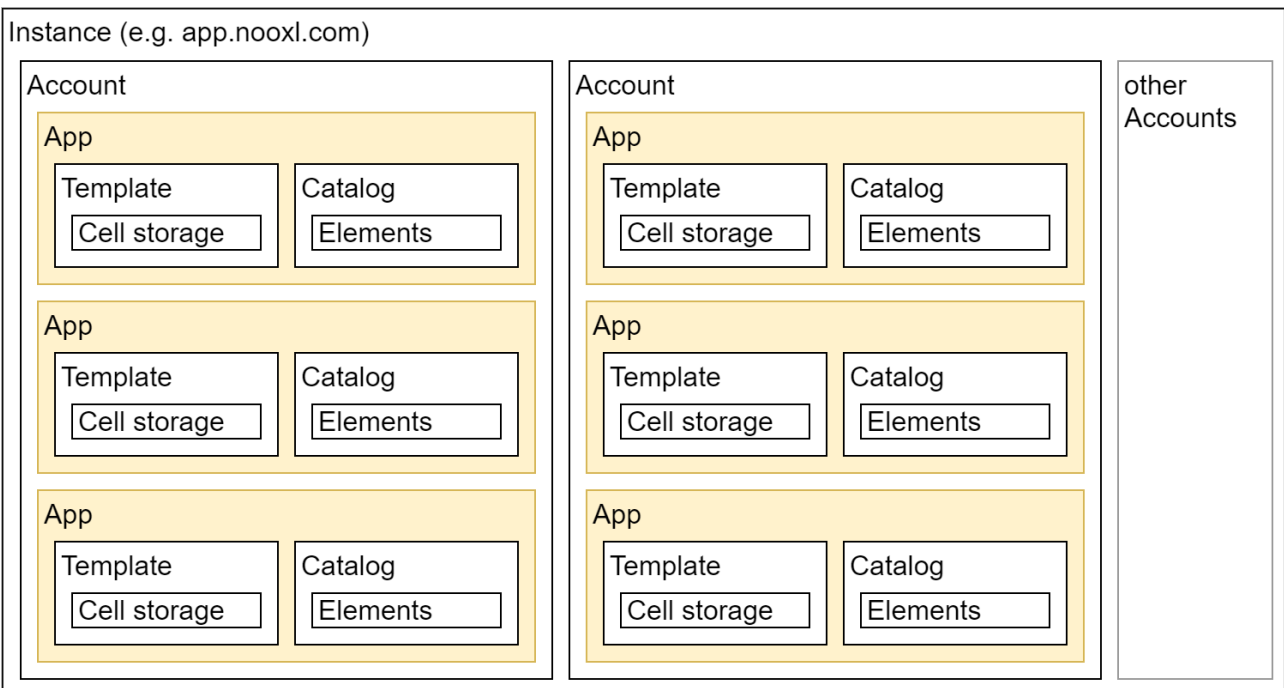 Instance (e.g. app.nooxl.com)
Account
App
Template
Cell storage
Catalog
Elements
App
Template
Cell storage
Catalog
Elements
App
Template
Cell storage
Catalog
Elements
Account
App
Template
Cell storage
Catalog
Elements
App
Template
Cell storage
Catalog
Elements
App
Template
Cell storage
Catalog
Elements
other
Accounts